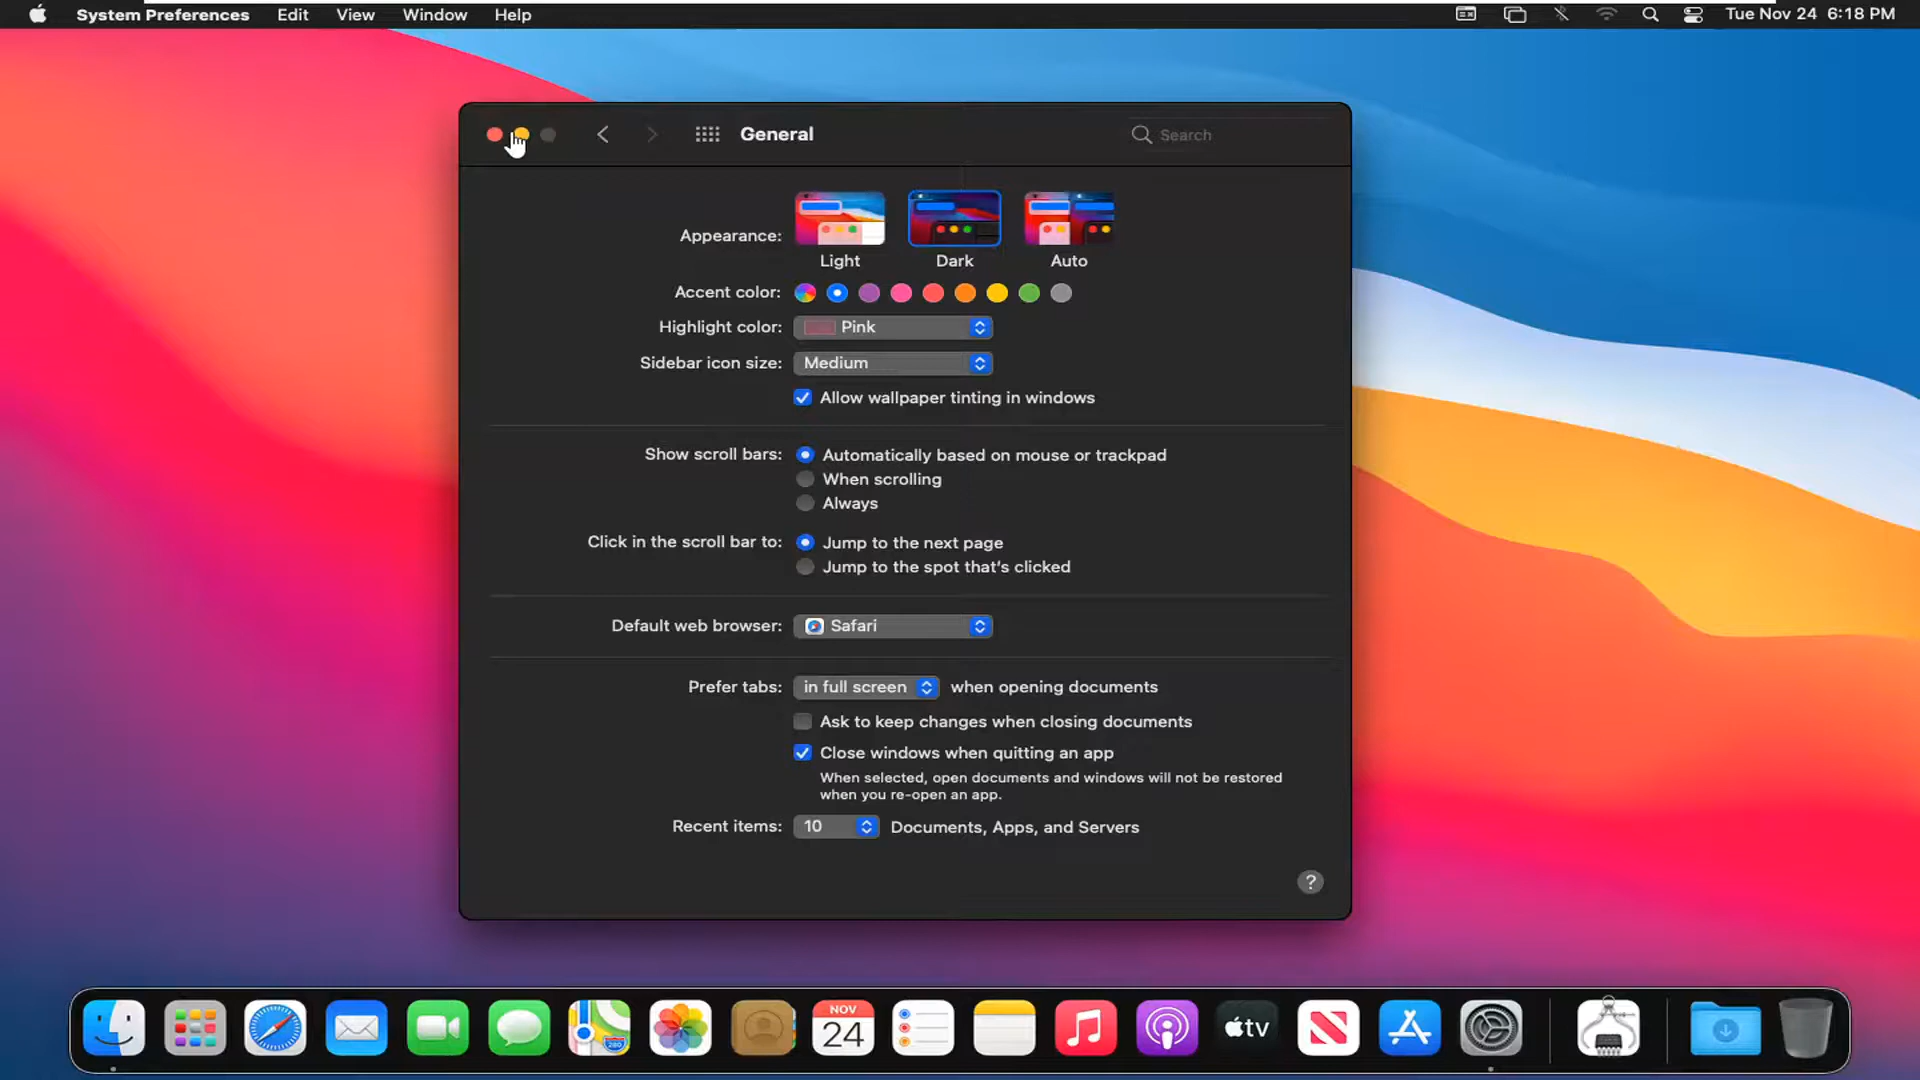 System Preferences Edit View Window Help Tue Nov 24 6:18 PM
General Search
Appearance:
Light Dark Auto
Accent color:
Highlight color: Pink
Sidebar icon size: Medium
Allow wallpaper tinting in windows
Show scroll bars: Automatically based on mouse or trackpad
When scrolling
Always
Click in the scroll bar to: Jump to the next page
Jump to the spot that's clicked
Default web browser: Safari
Prefer tabs: in full screen when opening documents
Ask to keep changes when closing documents
Close windows when quitting an app
When selected, open documents and windows will not be restored
when you re-open an app.
Recent items: 10 Documents, Apps, and Servers
?
NOV
24
280
tv